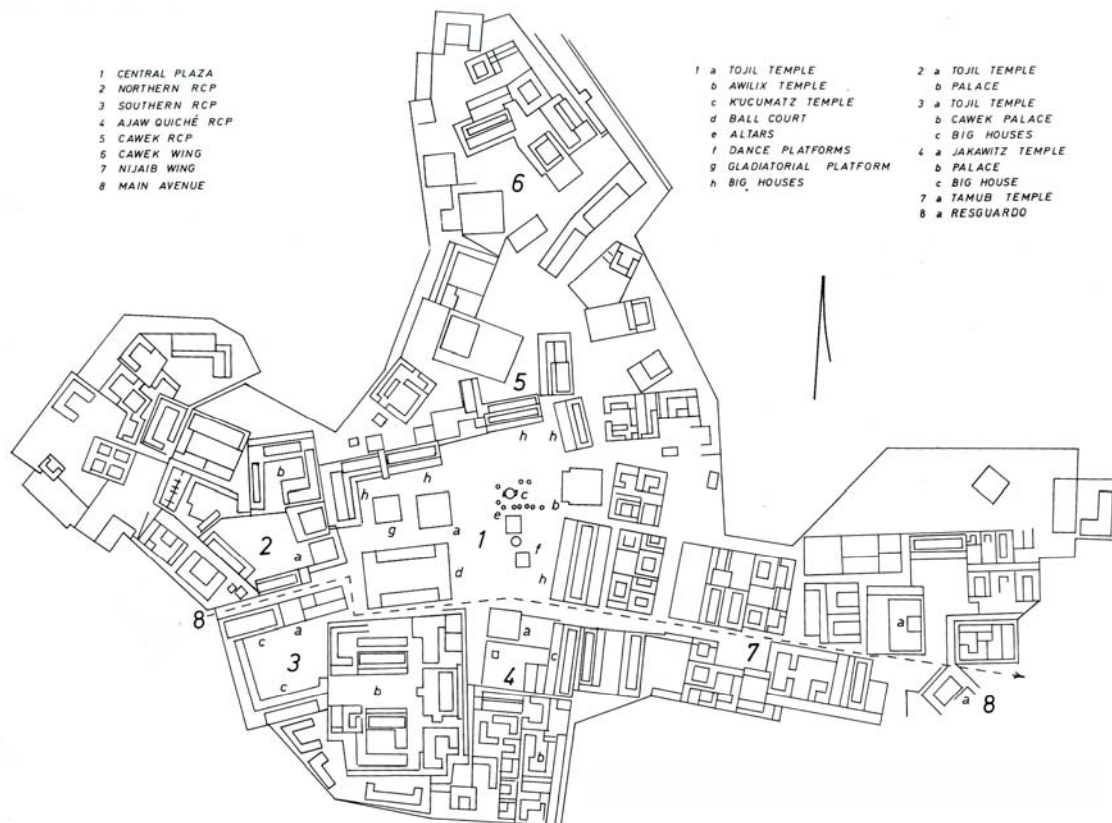 1 CENTRAL PLAZA
2 NORTHERN RCP
3 SOUTHERN RCP
4 AJAW QUICHÉ RCP
5 CAWEK RCP
6 CAWEK WING
7 NIJAIB WING
8 MAIN AVENUE
1 a TOJIL TEMPLE
b AWILIX TEMPLE
c K'UCUMATZ TEMPLE
d BALL COURT
e ALTARS
f DANCE PLATFORMS
g GLADIATORIAL PLATFORM
h BIG HOUSES
2 a TOJIL TEMPLE
b PALACE
3 a TOJIL TEMPLE
b CAWEK PALACE
c BIG HOUSES
4 a JAKAWITZ TEMPLE
b PALACE
c BIG HOUSE
7 a TAMUB TEMPLE
8 a RESGUARDO
6
5
h
h
b
h
h
c
b
g
a
e
2
a
1
f
d
h
8
c
a
a
a
3
4
c
7
c
b
a
8
b